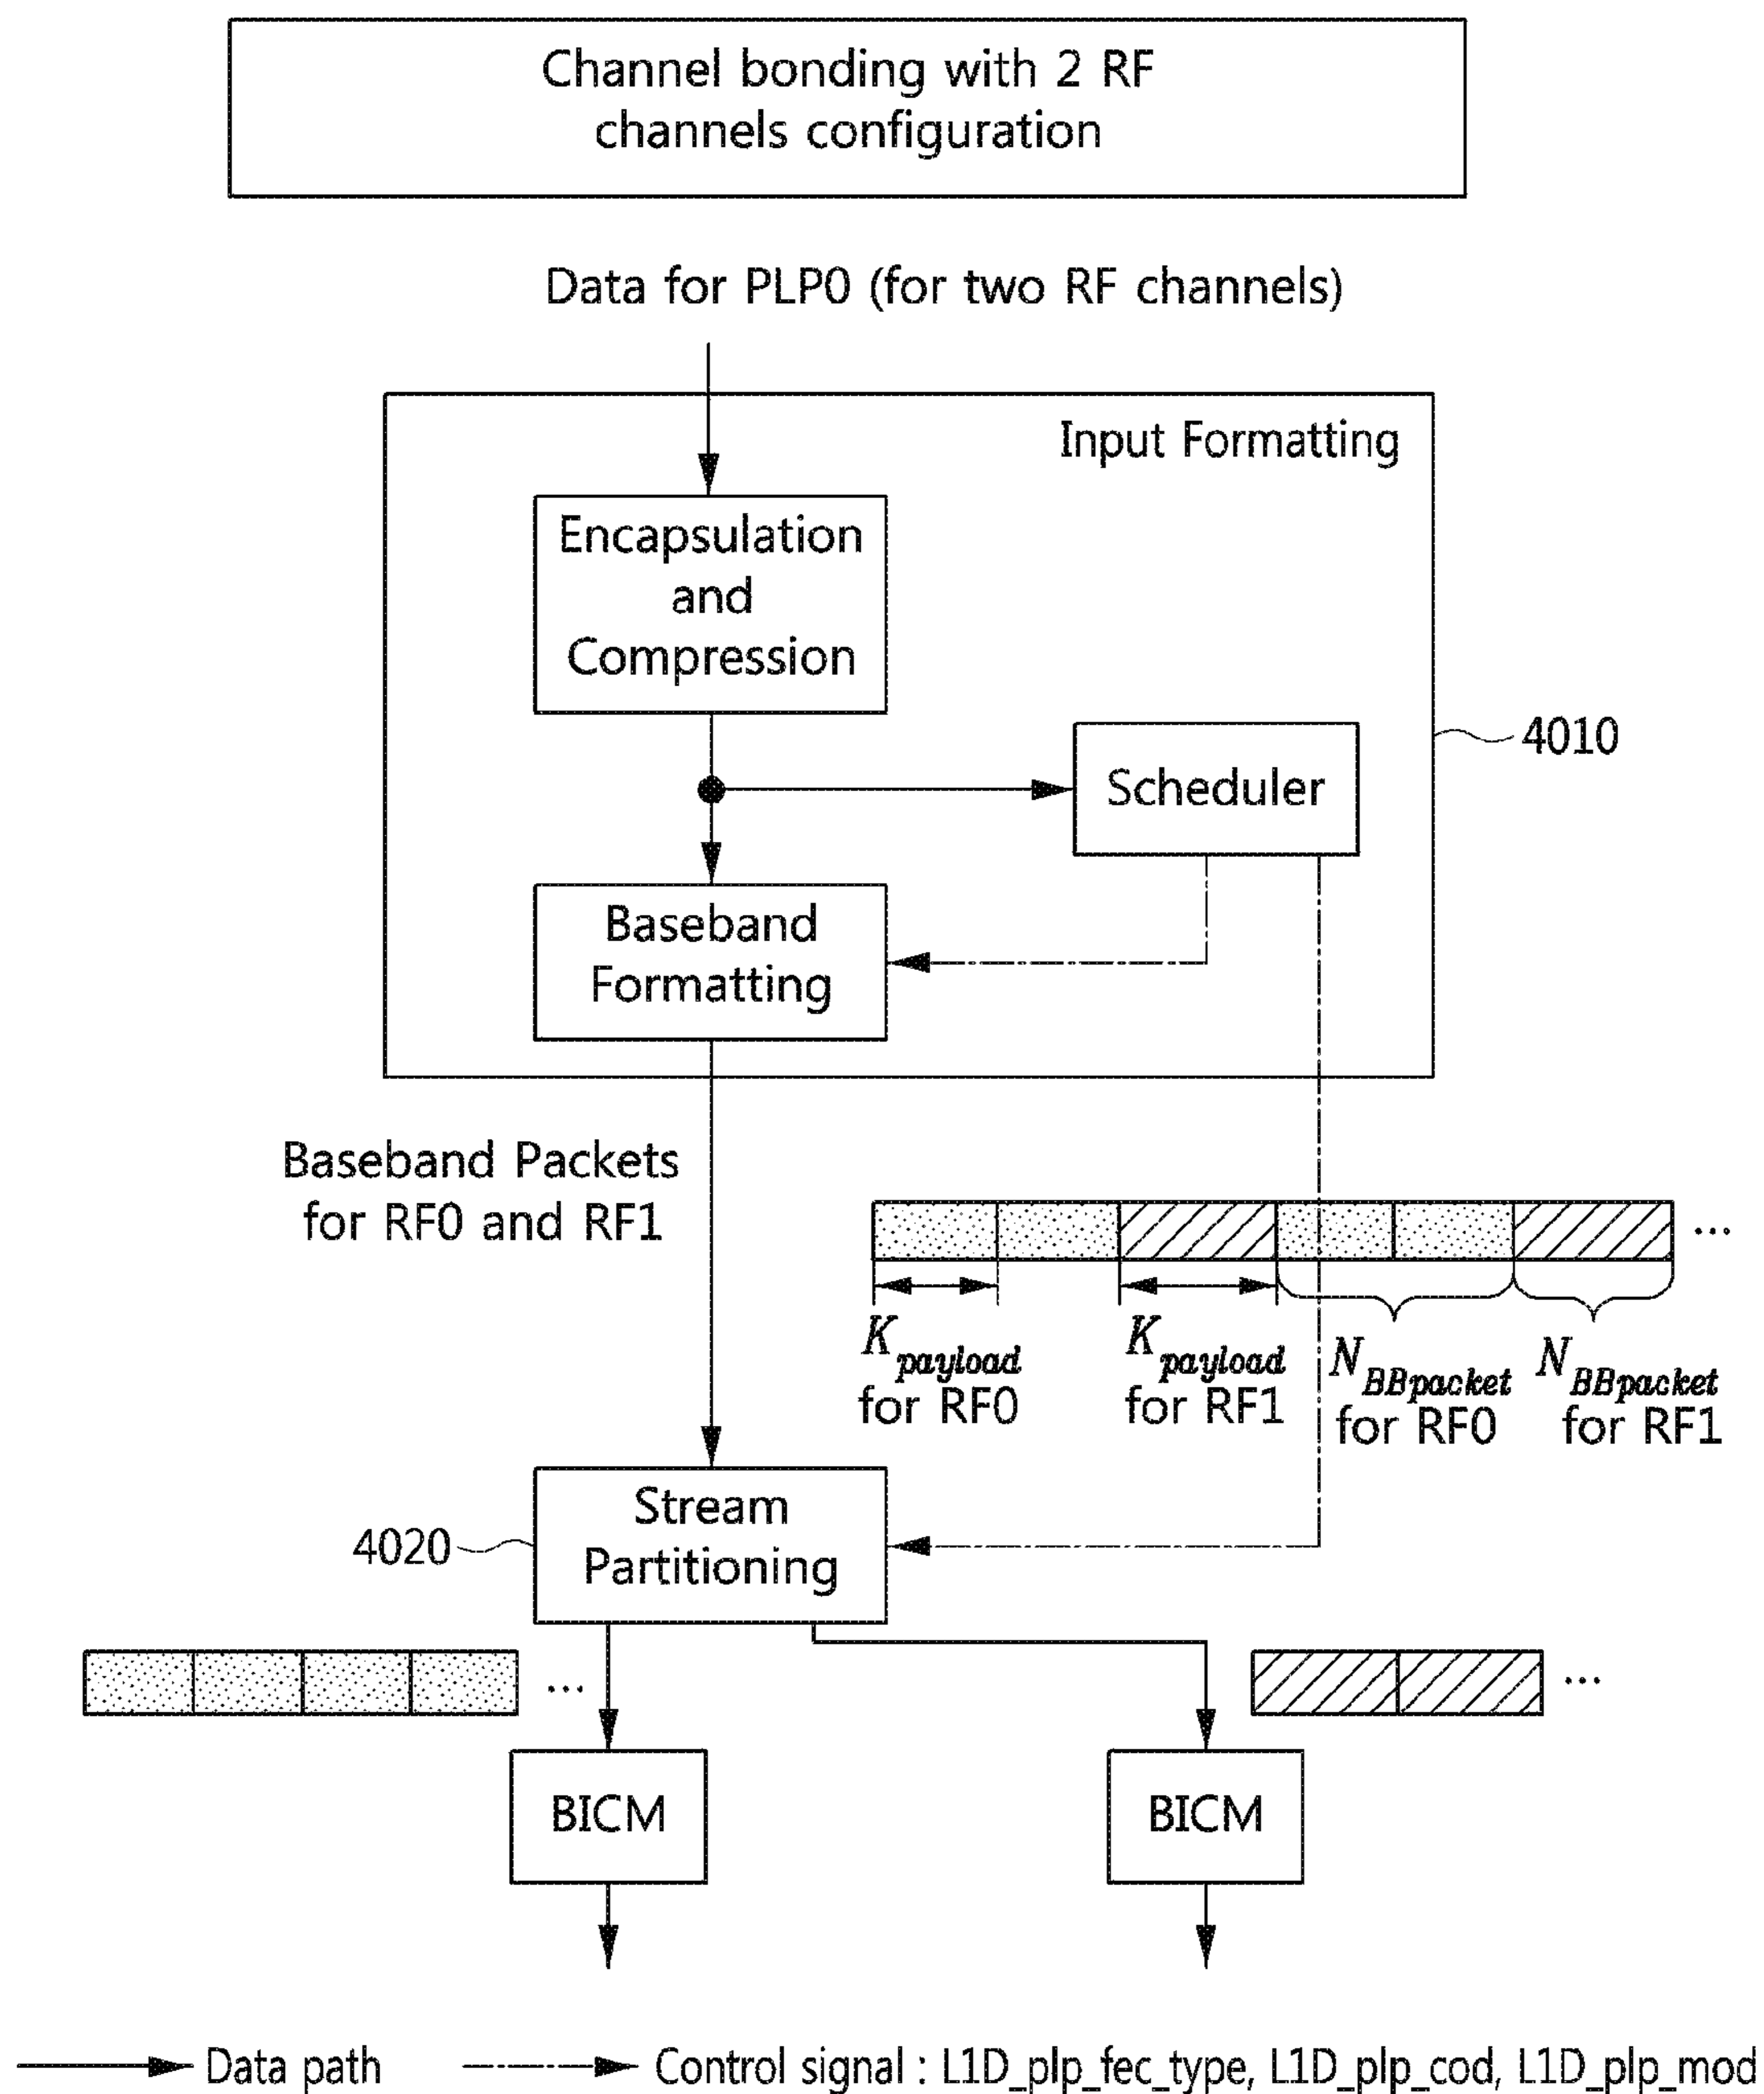 Channel bonding with 2 RF
channels configuration
Data for PLP0 (for two RF channels)
Input Formatting
Encapsulation
and
Compression
Scheduler
4010
Baseband
Formatting
Baseband Packets
for RF0 and RF1
...
K payload
for RF0
K payload
for RF1
N BBpacket
for RF0
N BBpacket
for RF1
Stream
Partitioning
4020
...
...
BICM
BICM
Data path
Control signal : L1D_plp_fec_type, L1D_plp_cod, L1D_plp_mod